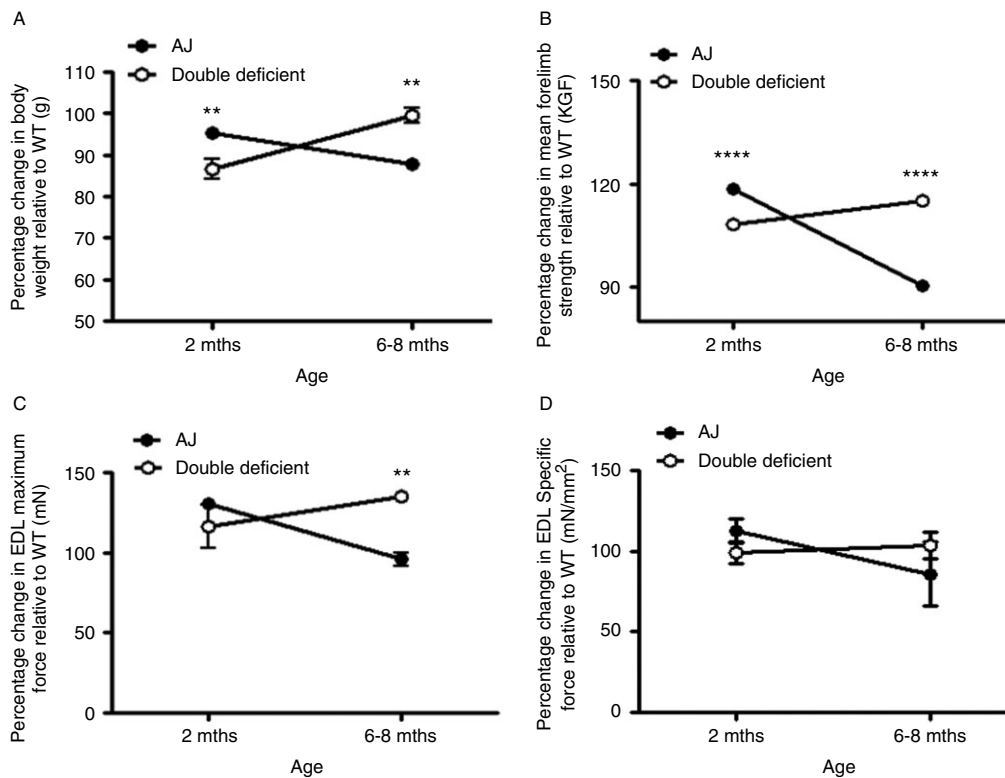 A
AJ
Double deficient
Percentage change in body
weight relative to WT (g)
110
100
90
80
70
60
50
**
**
2 mths
6-8 mths
Age
B
AJ
Double deficient
Percentage change in mean forelimb
strength relative to WT (KGF)
150
120
90
****
****
2 mths
6-8 mths
Age
C
AJ
Double deficient
Percentage change in EDL maximum
force relative to WT (mN)
150
100
50
0
**
2 mths
6-8 mths
Age
D
AJ
Double deficient
Percentage change in EDL Specific
force relative to WT (mN/mm²)
150
100
50
0
2 mths
6-8 mths
Age